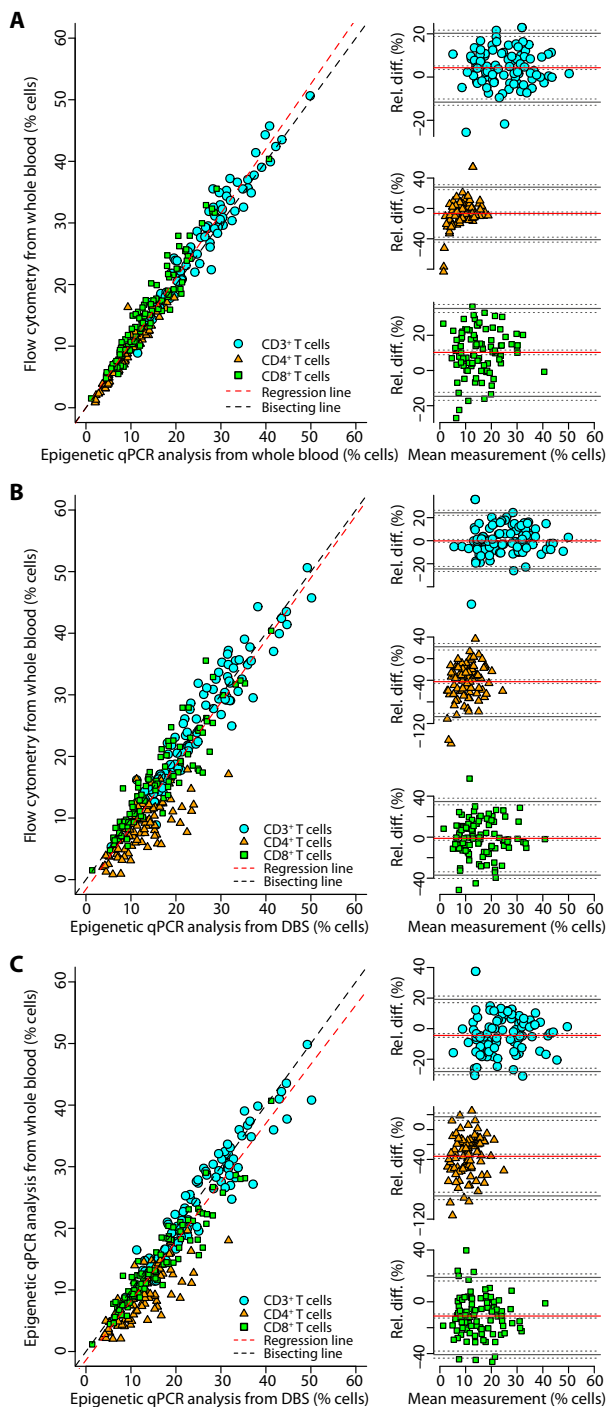 A
Flow cytometry from whole blood (% cells)
60
50
40
30
20
10
0
CD3⁺ T cells
CD4⁺ T cells
CD8⁺ T cells
Regression line
Bisecting line
0 10 20 30 40 50 60
Epigenetic qPCR analysis from whole blood (% cells)
Rel. diff. (%)
20
0
−20
Rel. diff. (%)
40
0
−40
Rel. diff. (%)
20
0
−20
0 10 20 30 40 50 60
Mean measurement (% cells)
B
Flow cytometry from whole blood (% cells)
60
50
40
30
20
10
0
CD3⁺ T cells
CD4⁺ T cells
CD8⁺ T cells
Regression line
Bisecting line
0 10 20 30 40 50 60
Epigenetic qPCR analysis from DBS (% cells)
Rel. diff. (%)
20
0
−20
Rel. diff. (%)
40
0
−40
−120
Rel. diff. (%)
40
0
−40
0 10 20 30 40 50 60
Mean measurement (% cells)
C
Epigenetic qPCR analysis from whole blood (% cells)
60
50
40
30
20
10
0
CD3⁺ T cells
CD4⁺ T cells
CD8⁺ T cells
Regression line
Bisecting line
0 10 20 30 40 50 60
Epigenetic qPCR analysis from DBS (% cells)
Rel. diff. (%)
40
0
−20
Rel. diff. (%)
20
0
−40
−120
Rel. diff. (%)
40
0
−40
0 10 20 30 40 50 60
Mean measurement (% cells)